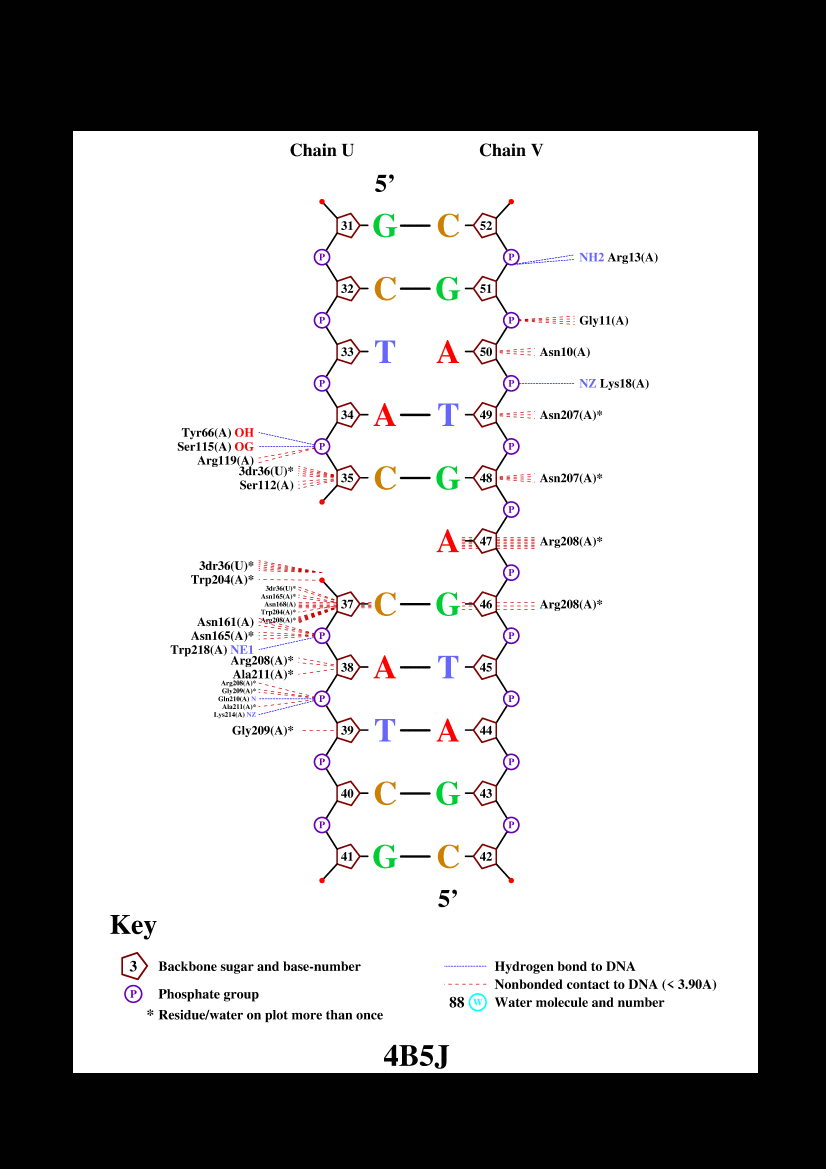 Chain U Chain V
5’
31 G C 52
P P NH2 Arg13(A)
32 C G 51
P P Gly11(A)
33 T A 50 Asn10(A)
P P NZ Lys18(A)
34 A T 49 Asn207(A)*
Tyr66(A) OH
Ser115(A) OG P P
Arg119(A)
3dr36(U)*
35 C G 48 Asn207(A)*
Ser112(A)
P
A 47 Arg208(A)*
3dr36(U)* P
Trp204(A)*
3dr36(U)*
Asn165(A)*
Asn168(A) 37 C G 46 Arg208(A)*
Trp204(A)*
Arg208(A)*
Asn161(A)
Asn165(A)* P P
Trp218(A) NE1
Arg208(A)*
38 A T 45
Ala211(A)*
Arg208(A)*
Gly209(A)*
Gln210(A) N P P
Ala211(A)*
Lys214(A) NZ
Gly209(A)* 39 T A 44
P P
40 C G 43
P P
41 G C 42
5’
Key
3 Backbone sugar and base-number
P Phosphate group
* Residue/water on plot more than once
Hydrogen bond to DNA
Nonbonded contact to DNA (< 3.90A)
88 W Water molecule and number
4B5J